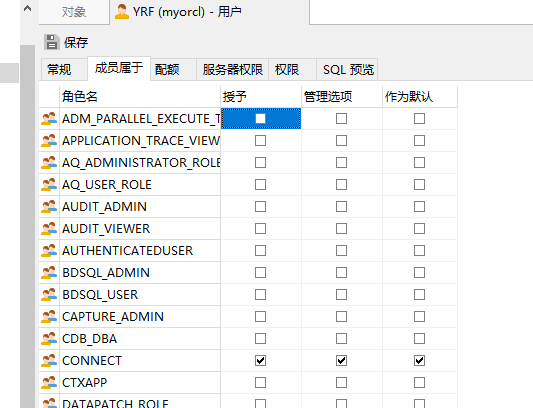 对象
YRF (myorcl) - 用户
保存
常规 成员属于 配额 服务器权限 权限 SQL 预览
角色名 授予 管理选项 作为默认
ADM_PARALLEL_EXECUTE_T
APPLICATION_TRACE_VIEW
AQ_ADMINISTRATOR_ROLE
AQ_USER_ROLE
AUDIT_ADMIN
AUDIT_VIEWER
AUTHENTICATEDUSER
BDSQL_ADMIN
BDSQL_USER
CAPTURE_ADMIN
CDB_DBA
CONNECT
CTXAPP
DATAPATCH_ROLE